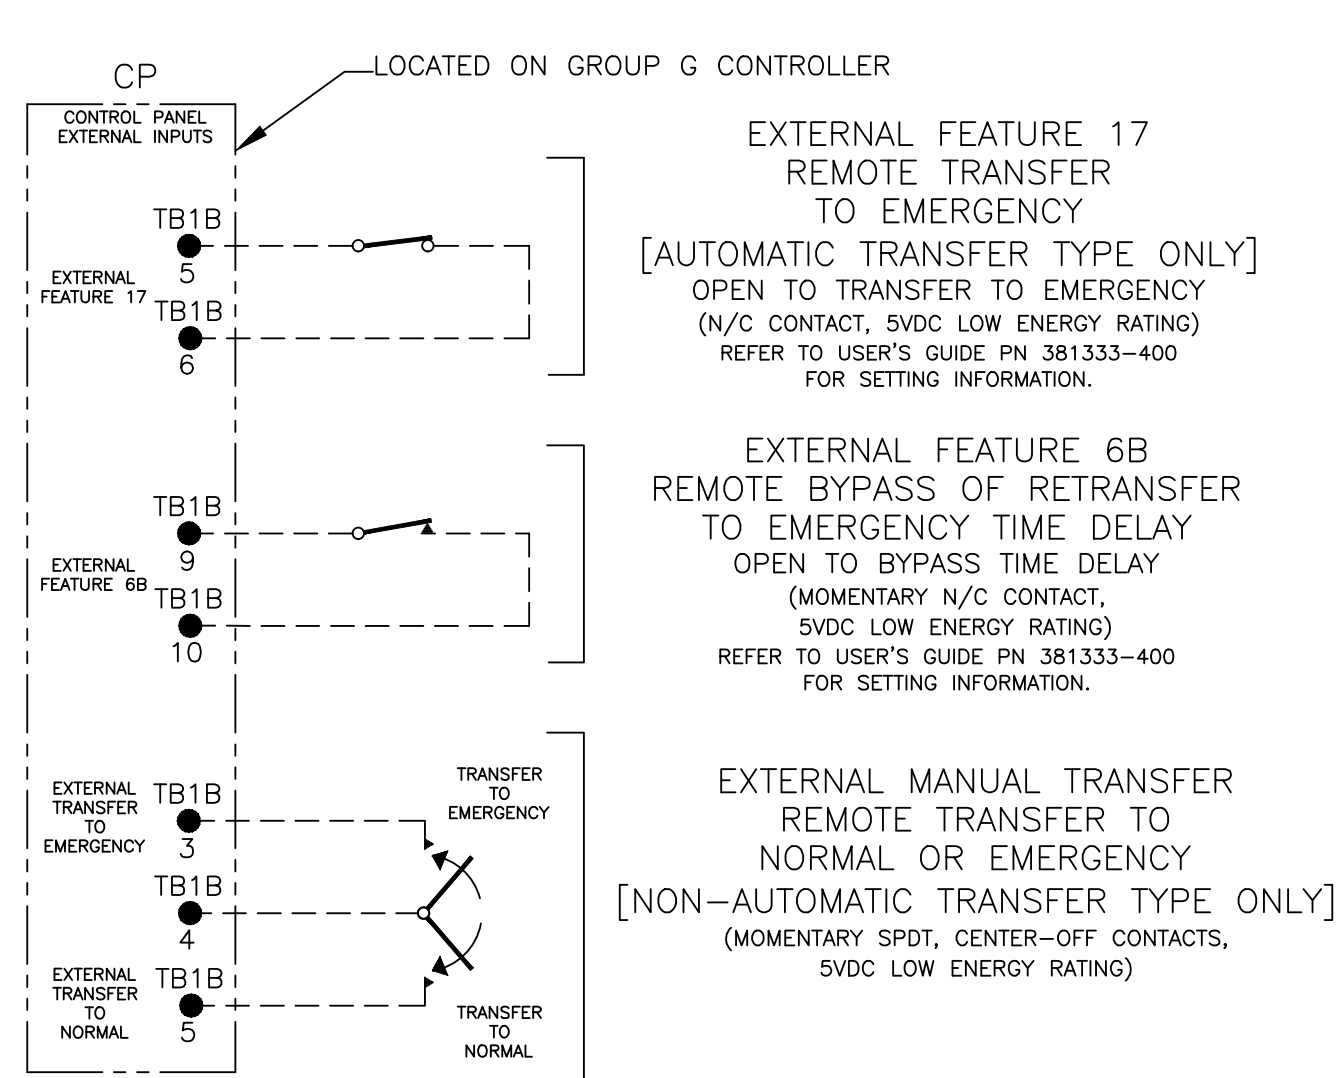 LOCATED ON GROUP G CONTROLLER
CP
CONTROL PANEL
EXTERNAL INPUTS
TB1B
5
EXTERNAL
FEATURE 17
TB1B
6
EXTERNAL FEATURE 17
REMOTE TRANSFER
TO EMERGENCY
[AUTOMATIC TRANSFER TYPE ONLY]
OPEN TO TRANSFER TO EMERGENCY
(N/C CONTACT, 5VDC LOW ENERGY RATING)
REFER TO USER'S GUIDE PN 381333-400
FOR SETTING INFORMATION.
TB1B
9
EXTERNAL
FEATURE 6B
TB1B
10
EXTERNAL FEATURE 6B
REMOTE BYPASS OF RETRANSFER
TO EMERGENCY TIME DELAY
OPEN TO BYPASS TIME DELAY
(MOMENTARY N/C CONTACT,
5VDC LOW ENERGY RATING)
REFER TO USER'S GUIDE PN 381333-400
FOR SETTING INFORMATION.
EXTERNAL
TRANSFER
TO
EMERGENCY
TB1B
3
TB1B
4
EXTERNAL
TRANSFER
TO
NORMAL
TB1B
5
TRANSFER
TO
EMERGENCY
TRANSFER
TO
NORMAL
EXTERNAL MANUAL TRANSFER
REMOTE TRANSFER TO
NORMAL OR EMERGENCY
[NON-AUTOMATIC TRANSFER TYPE ONLY]
(MOMENTARY SPDT, CENTER-OFF CONTACTS,
5VDC LOW ENERGY RATING)